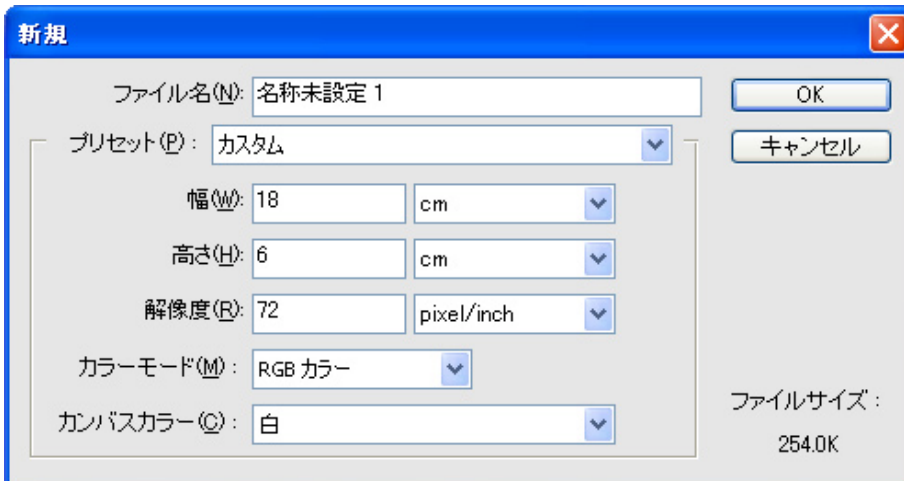 新規
ファイル名(N): 名称未設定 1
OK
プリセット(P) : カスタム
キャンセル
幅(W): 18 cm
高さ(H): 6 cm
解像度(R): 72 pixel/inch
カラーモード(M) : RGB カラー
カンバスカラー(C) : 白
ファイルサイズ :
254.0K